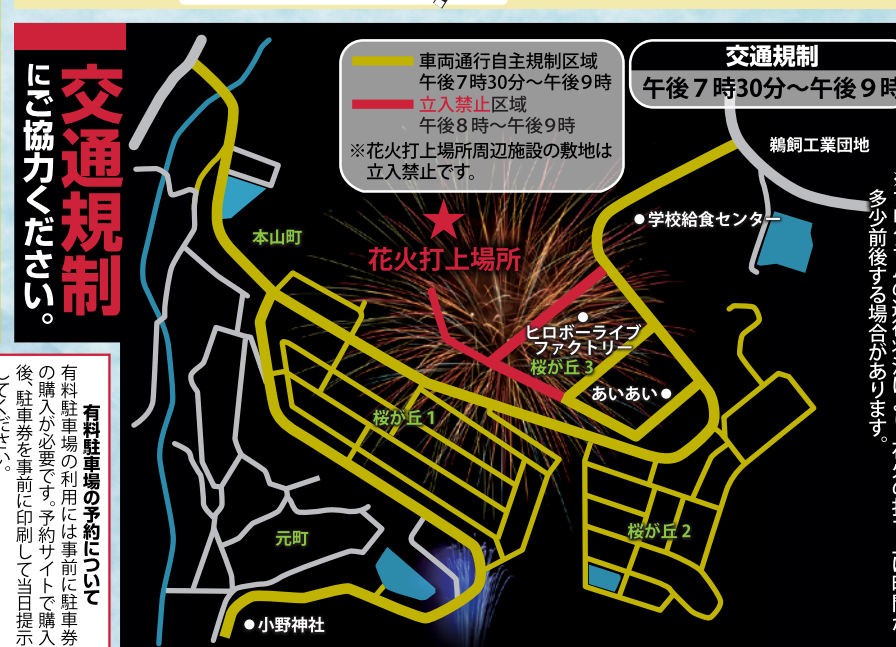 交通規制
にご協力ください。
車両通行自主規制区域
午後7時30分～午後9時
立入禁止区域
午後8時～午後9時
※花火打上場所周辺施設の敷地は
立入禁止です。
交通規制
午後7時30分～午後9時
鵜飼工業団地
学校給食センター
多少前後する場合があります。
本山町
花火打上場所
ヒロボーライブ
ファクトリー
桜が丘3
あいあい
桜が丘1
桜が丘2
元町
小野神社
有料駐車場の予約について
有料駐車場の利用には事前に駐車券
の購入が必要です。予約サイトで購入
後、駐車券を事前に印刷して当日提示
してください。